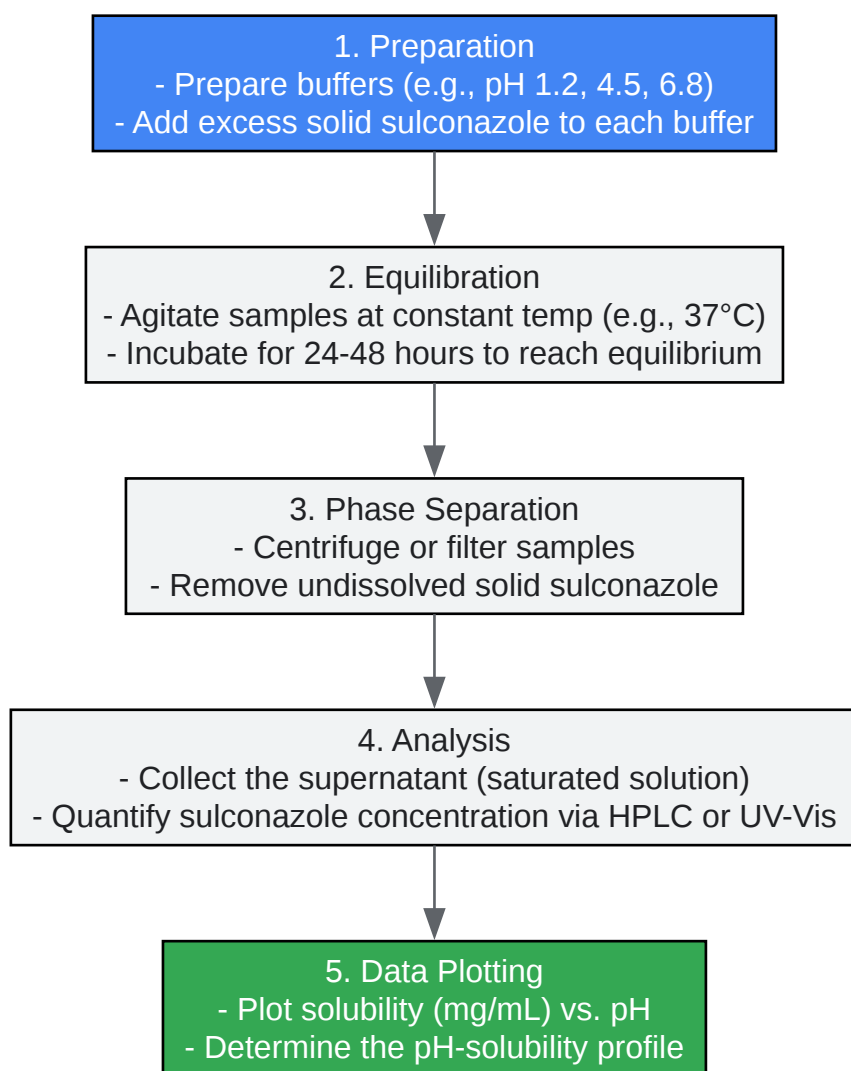 1. Preparation
- Prepare buffers (e.g., pH 1.2, 4.5, 6.8)
- Add excess solid sulconazole to each buffer
2. Equilibration
- Agitate samples at constant temp (e.g., 37°C)
- Incubate for 24-48 hours to reach equilibrium
3. Phase Separation
- Centrifuge or filter samples
- Remove undissolved solid sulconazole
4. Analysis
- Collect the supernatant (saturated solution)
- Quantify sulconazole concentration via HPLC or UV-Vis
5. Data Plotting
- Plot solubility (mg/mL) vs. pH
- Determine the pH-solubility profile